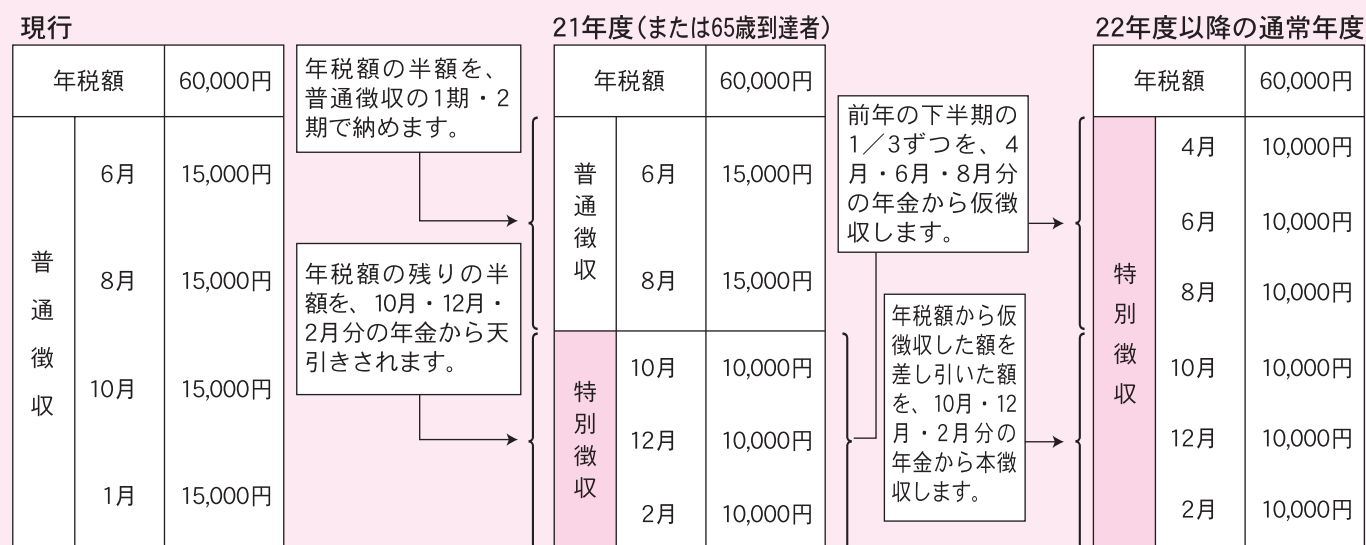 現行
年税額 60,000円
普通徴収
6月 15,000円
8月 15,000円
10月 15,000円
1月 15,000円
年税額の半額を、
普通徴収の1期・2
期で納めます。
年税額の残りの半
額を、10月・12月・
2月分の年金から天
引きされます。
21年度(または65歳到達者)
年税額 60,000円
普通徴収
6月 15,000円
8月 15,000円
特別徴収
10月 10,000円
12月 10,000円
2月 10,000円
前年の下半期の
1/3ずつを、4
月・6月・8月分
の年金から仮徴
収します。
年税額から仮
徴収した額を
差し引いた額
を、10月・12
月・2月分の
年金から本徴
収します。
22年度以降の通常年度
年税額 60,000円
特別徴収
4月 10,000円
6月 10,000円
8月 10,000円
10月 10,000円
12月 10,000円
2月 10,000円